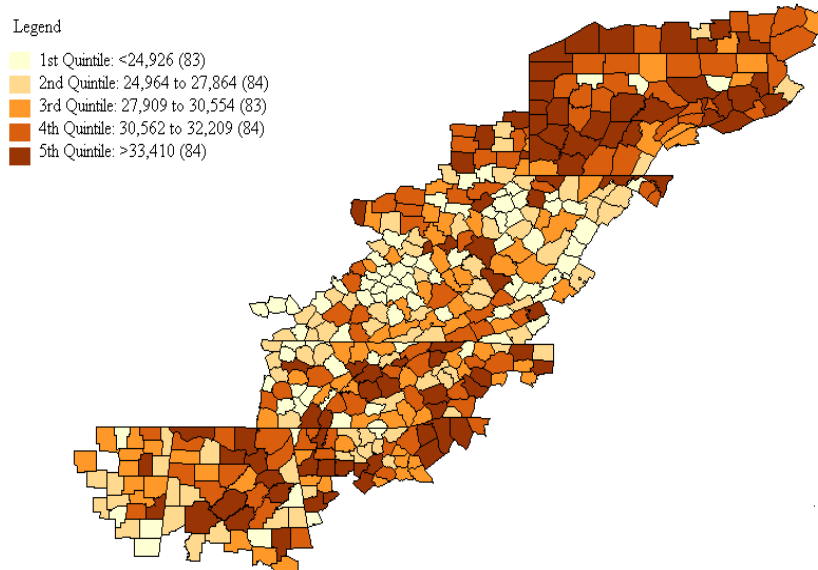 Legend
1st Quintile: <24,926 (83)
2nd Quintile: 24,964 to 27,864 (84)
3rd Quintile: 27,909 to 30,554 (83)
4th Quintile: 30,562 to 32,209 (84)
5th Quintile: >33,410 (84)